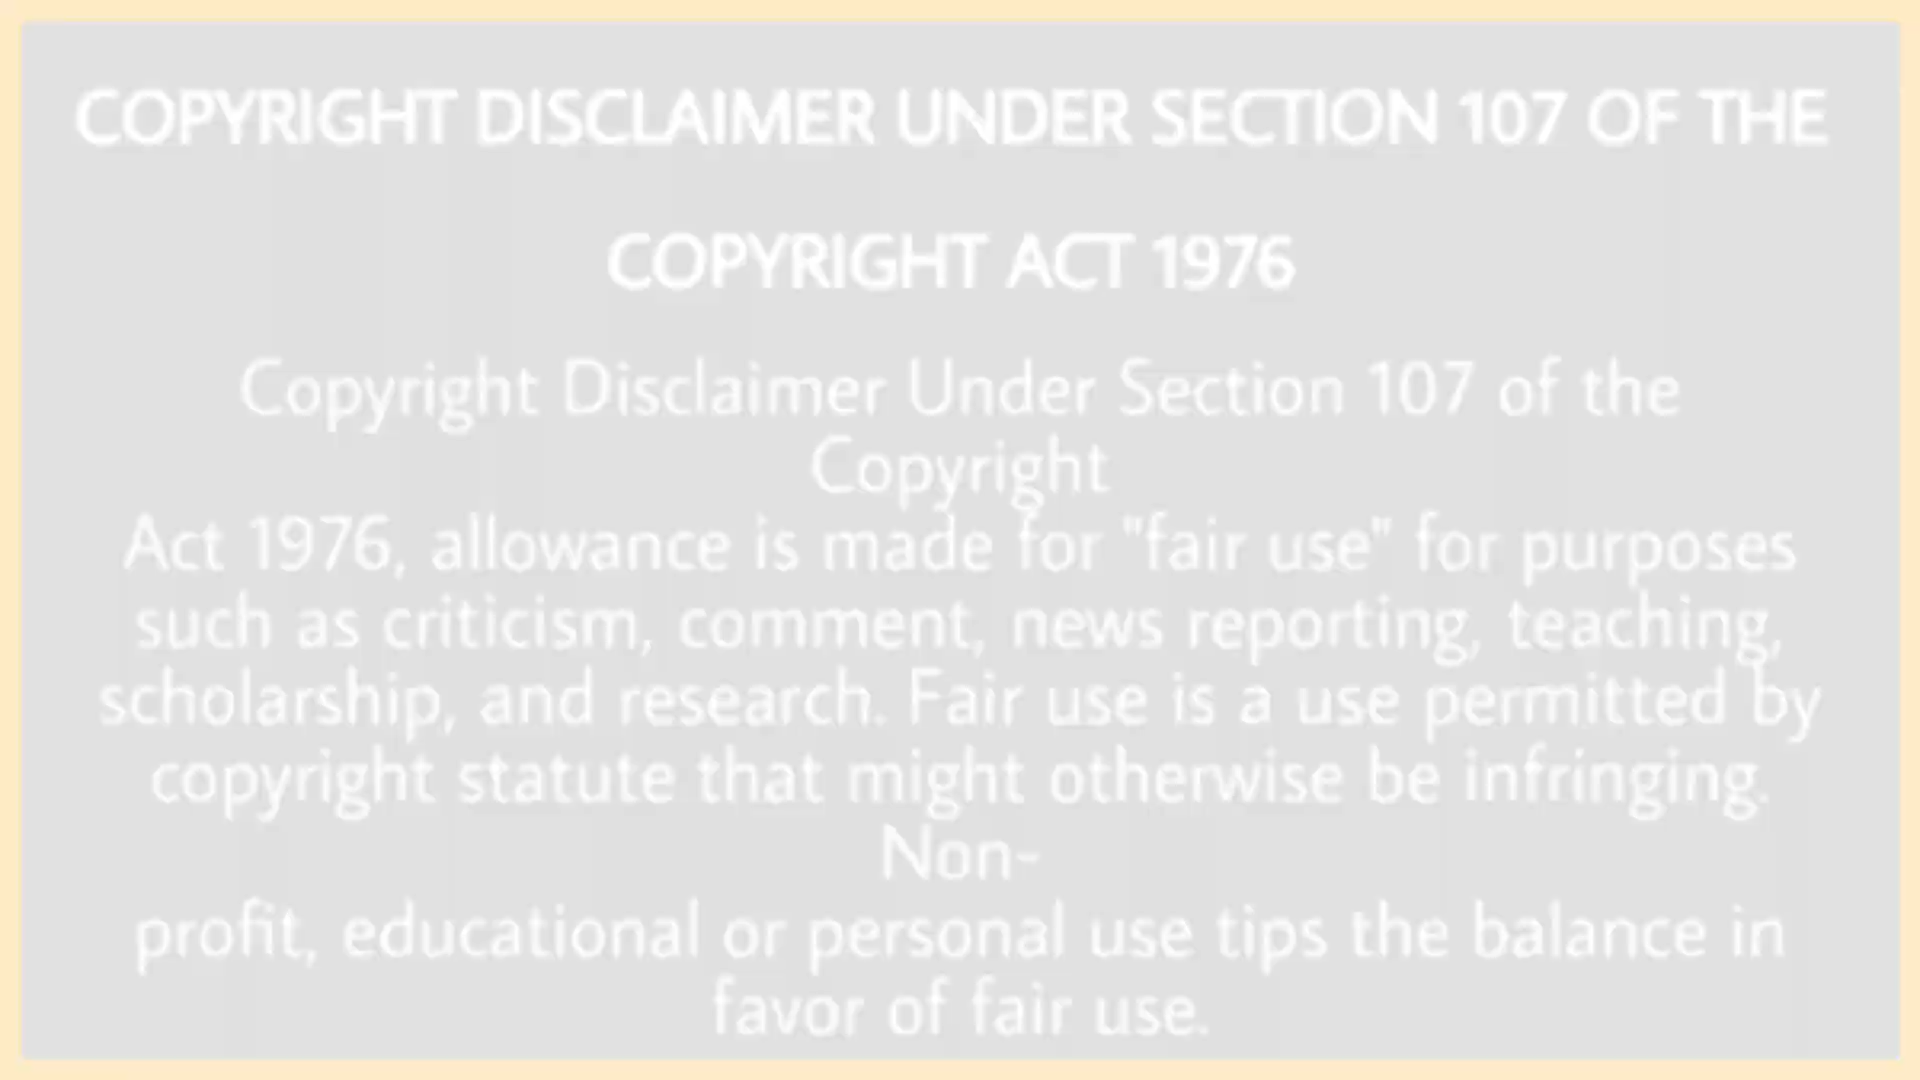 COPYRIGHT DISCLAIMER UNDER SECTION 107 OF THE
COPYRIGHT ACT 1976
Copyright Disclaimer Under Section 107 of the
Copyright
Act 1976, allowance is made for "fair use" for purposes
such as criticism, comment, news reporting, teaching,
scholarship, and research. Fair use is a use permitted by
copyright statute that might otherwise be infringing.
Non-
profit, educational or personal use tips the balance in
favor of fair use.